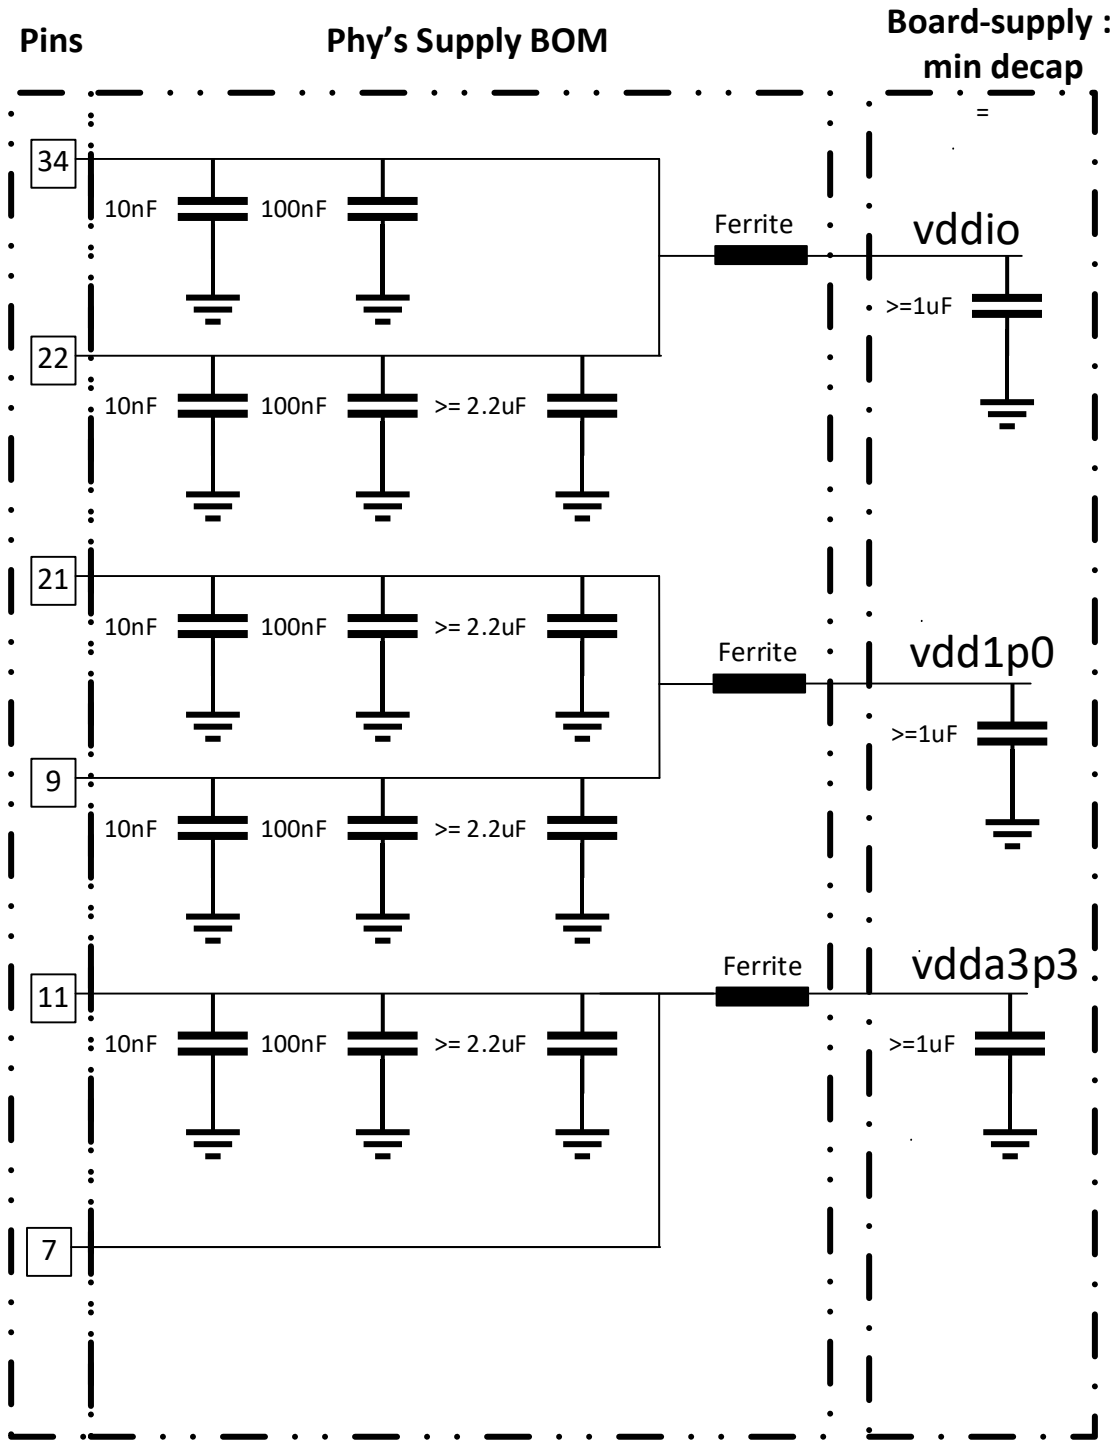 Pins
Phy's Supply BOM
Board-supply :
min decap
=
34
10nF
100nF
Ferrite
vddio
>=1uF
22
10nF
100nF
>= 2.2uF
21
10nF
100nF
>= 2.2uF
Ferrite
vdd1p0
>=1uF
9
10nF
100nF
>= 2.2uF
Ferrite
vdda3p3
11
10nF
100nF
>= 2.2uF
>=1uF
7